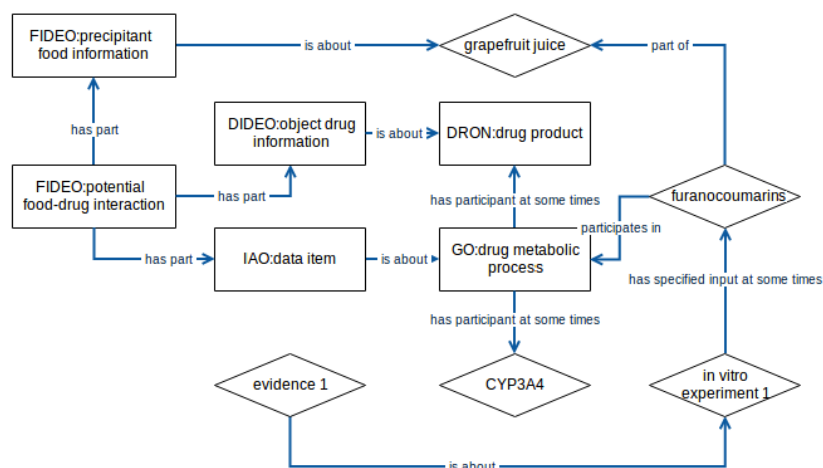 FIDEO:precipitant
food information
is about
grapefruit juice
part of
has part
DIDEO:object drug
information
is about
DRON:drug product
FIDEO:potential
food-drug interaction
has part
has participant at some times
furanocoumarins
participates in
has part
IAO:data item
is about
GO:drug metabolic
process
has specified input at some times
has participant at some times
evidence 1
CYP3A4
in vitro
experiment 1
is about